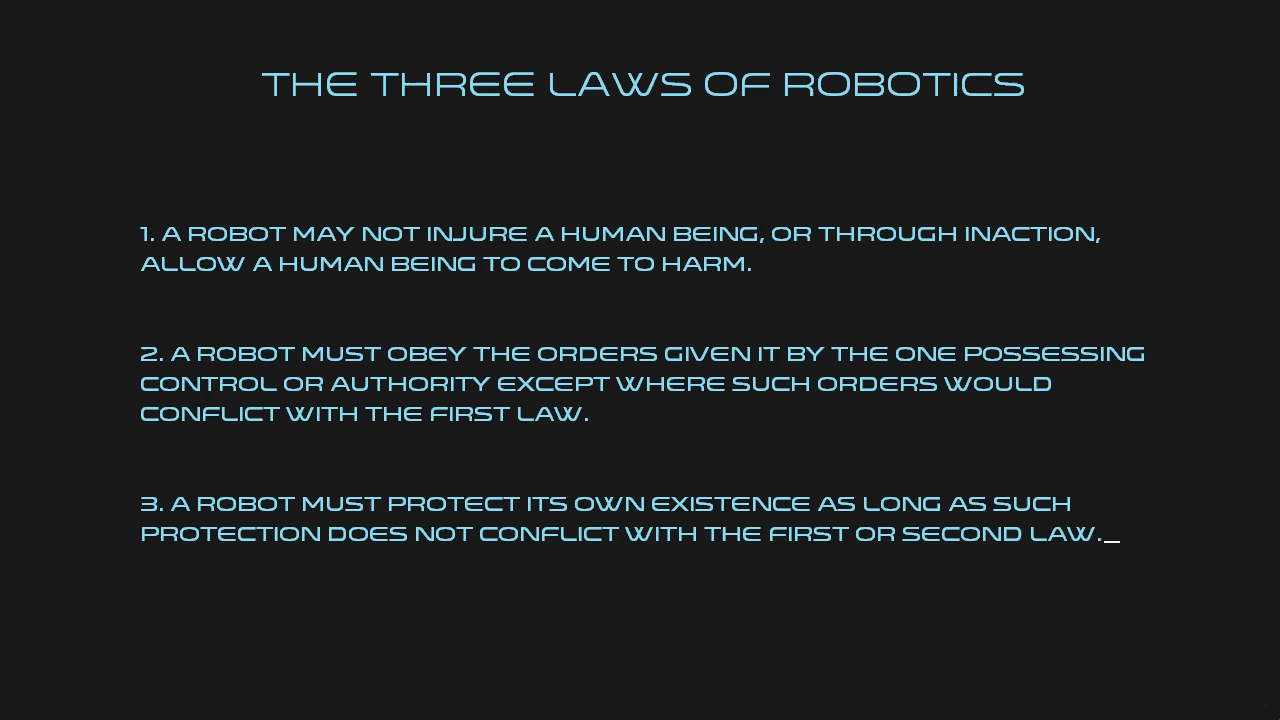 THE THREE LAWS OF ROBOTICS
1. A ROBOT MAY NOT INJURE A HUMAN BEING, OR THROUGH INACTION,
ALLOW A HUMAN BEING TO COME TO HARM.
2. A ROBOT MUST OBEY THE ORDERS GIVEN IT BY THE ONE POSSESSING
CONTROL OR AUTHORITY EXCEPT WHERE SUCH ORDERS WOULD
CONFLICT WITH THE FIRST LAW.
3. A ROBOT MUST PROTECT ITS OWN EXISTENCE AS LONG AS SUCH
PROTECTION DOES NOT CONFLICT WITH THE FIRST OR SECOND LAW._